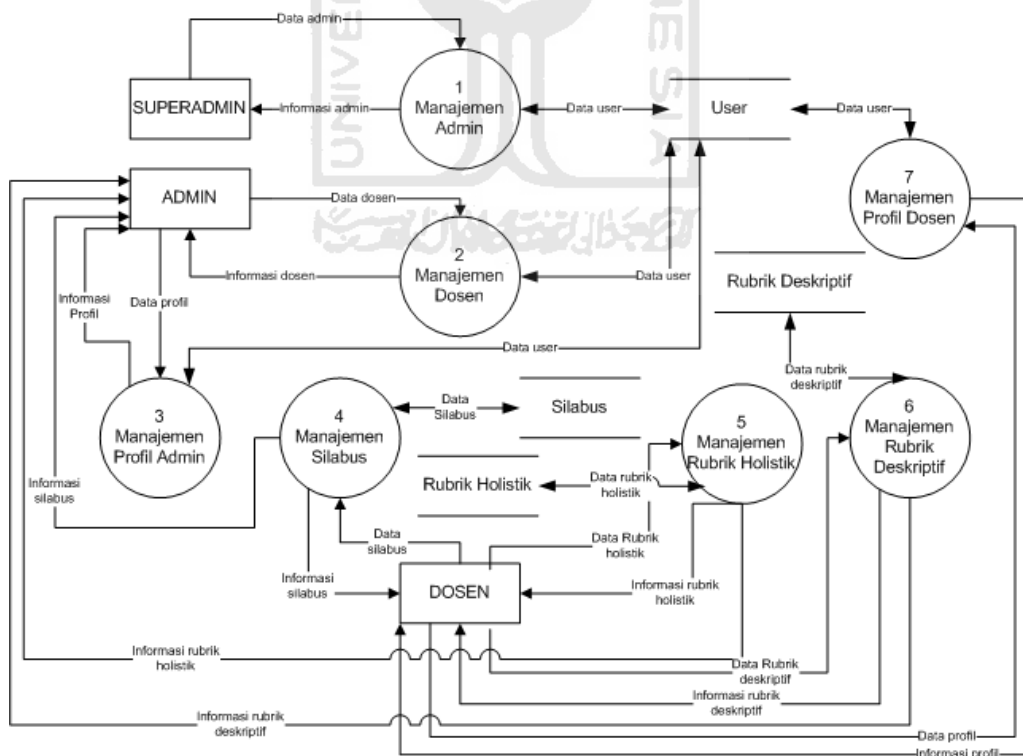 UNIVE
ESIA
Data admin
1
Manajemen
Admin
SUPERADMIN
Informasi admin
Data user
User
Data user
7
Manajemen
Profil Dosen
ADMIN
Data dosen
2
Manajemen
Dosen
Informasi dosen
Data user
Rubrik Deskriptif
Informasi
Profil
Data profil
Data user
Data rubrik
deskriptif
3
Manajemen
Profil Admin
4
Manajemen
Silabus
Data
Silabus
Silabus
5
Manajemen
Rubrik Holistik
6
Manajemen
Rubrik
Deskriptif
Informasi
silabus
Rubrik Holistik
Data rubrik
holistik
Data
silabus
Data Rubrik
holistik
Informasi
silabus
DOSEN
Informasi rubrik
holistik
Informasi rubrik
holistik
Data Rubrik
deskriptif
Informasi rubrik
deskriptif
Informasi rubrik
deskriptif
Data profil
Informasi profil